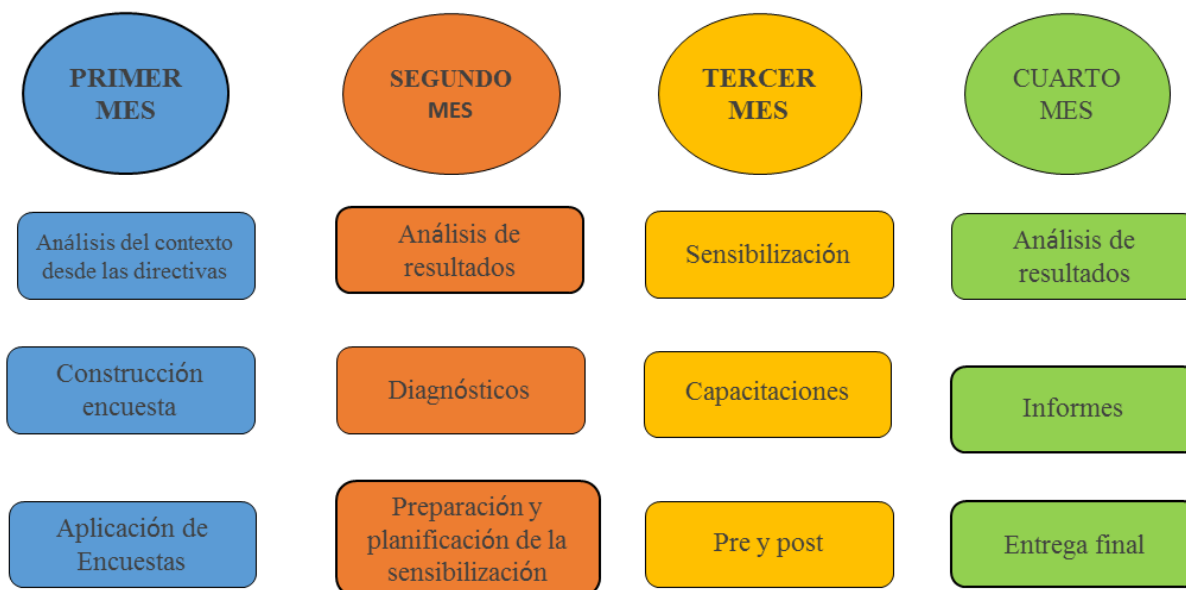 PRIMER
MES
SEGUNDO
MES
TERCER
MES
CUARTO
MES
Análisis del contexto
desde las directivas
Análisis de
resultados
Sensibilización
Análisis de
resultados
Construcción
encuesta
Diagnósticos
Capacitaciones
Informes
Aplicación de
Encuestas
Preparación y
planificación de la
sensibilización
Pre y post
Entrega final